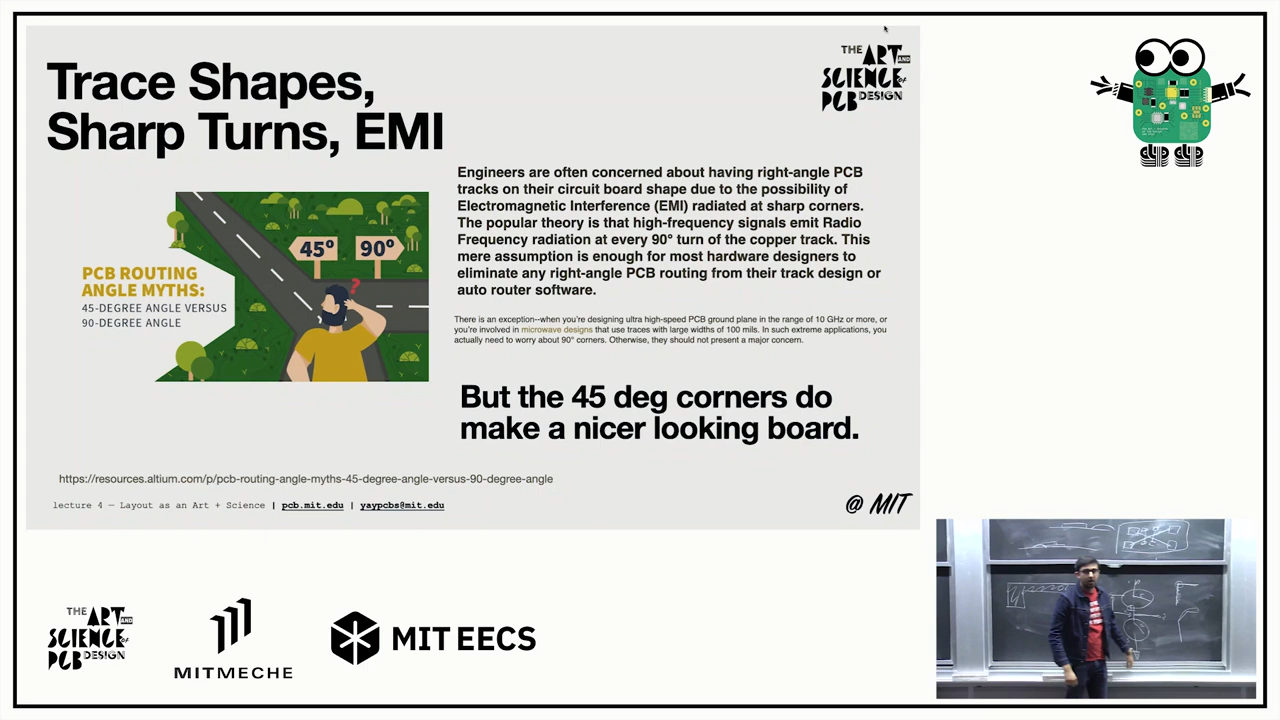 Trace Shapes,
Sharp Turns, EMI
THE ART AND
SCIENCE of
PCB DESIGN
Engineers are often concerned about having right-angle PCB
tracks on their circuit board shape due to the possibility of
Electromagnetic Interference (EMI) radiated at sharp corners.
The popular theory is that high-frequency signals emit Radio
Frequency radiation at every 90° turn of the copper track. This
mere assumption is enough for most hardware designers to
eliminate any right-angle PCB routing from their track design or
auto router software.
45º 90º
?
PCB ROUTING
ANGLE MYTHS:
45-DEGREE ANGLE VERSUS
90-DEGREE ANGLE
There is an exception--when you're designing ultra high-speed PCB ground plane in the range of 10 GHz or more, or
you're involved in microwave designs that use traces with large widths of 100 mils. In such extreme applications, you
actually need to worry about 90° corners. Otherwise, they should not present a major concern.
But the 45 deg corners do
make a nicer looking board.
https://resources.altium.com/p/pcb-routing-angle-myths-45-degree-angle-versus-90-degree-angle
lecture 4 — Layout as an Art + Science | pcb.mit.edu | yaypcbs@mit.edu
@ MIT
THE ART AND
SCIENCE of
PCB DESIGN
MITMECHE
MIT EECS